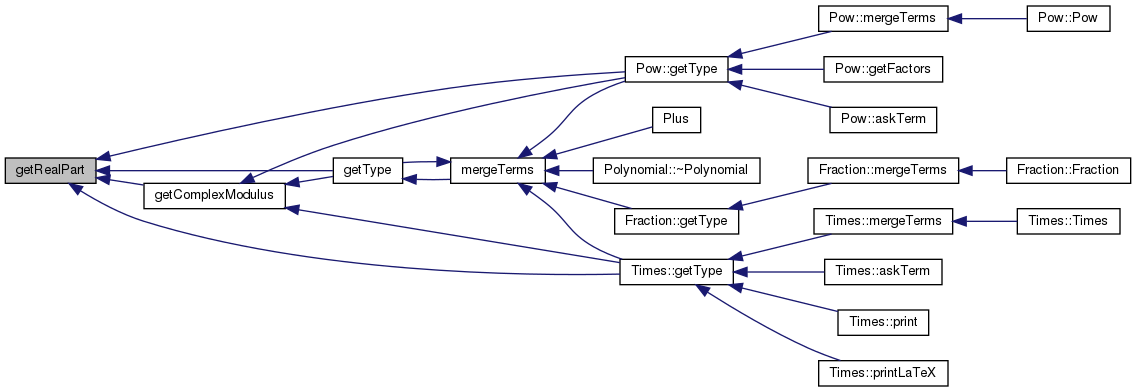 getRealPart
getComplexModulus
getType
mergeTerms
Pow::getType
Plus
Polynomial::~Polynomial
Fraction::getType
Times::getType
Pow::mergeTerms
Pow::getFactors
Pow::askTerm
Fraction::mergeTerms
Times::mergeTerms
Times::askTerm
Times::print
Times::printLaTeX
Pow::Pow
Fraction::Fraction
Times::Times